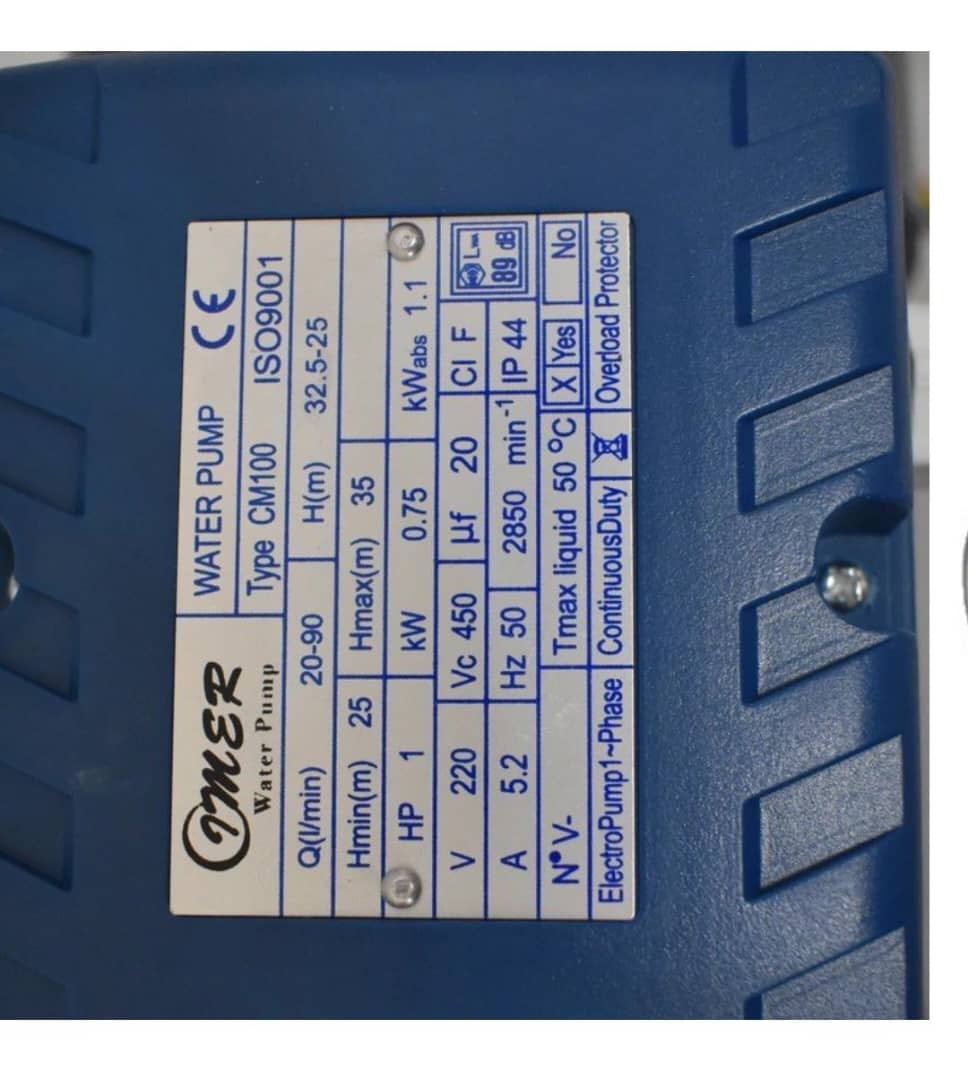 IMER
Water Pump
WATER PUMP CE
Type CM100 ISO9001
Q(l/min) 20-90 H(m) 32.5-25
Hmin(m) 25 Hmax(m) 35
HP 1 kW 0.75 kWabs 1.1
V 220 Vc 450 µf 20 Cl F
A 5.2 Hz 50 2850 min-1 IP 44
LWA
89 dB
N° V- Tmax liquid 50 °C X Yes No
ElectroPump1~Phase ContinuousDuty Overload Protector